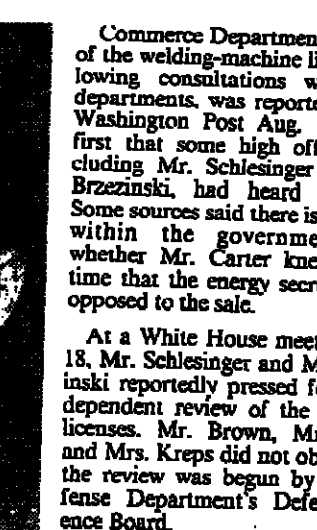 Commerce Departmen
of the welding-machine li
lowing consultations w
departments, was reporte
Washington Post Aug.
first that some high off
cluding Mr. Schlesinger
Brzezinski, had heard
Some sources said there is
within the governme
whether Mr. Carter kne
time that the energy secr
opposed to the sale.
At a White House meet
18, Mr. Schlesinger and M
inski reportedly pressed f
dependent review of the
licenses. Mr. Brown, M
and Mrs. Kreps did not ob
the review was begun by
fense Department's Defe
ence Board.